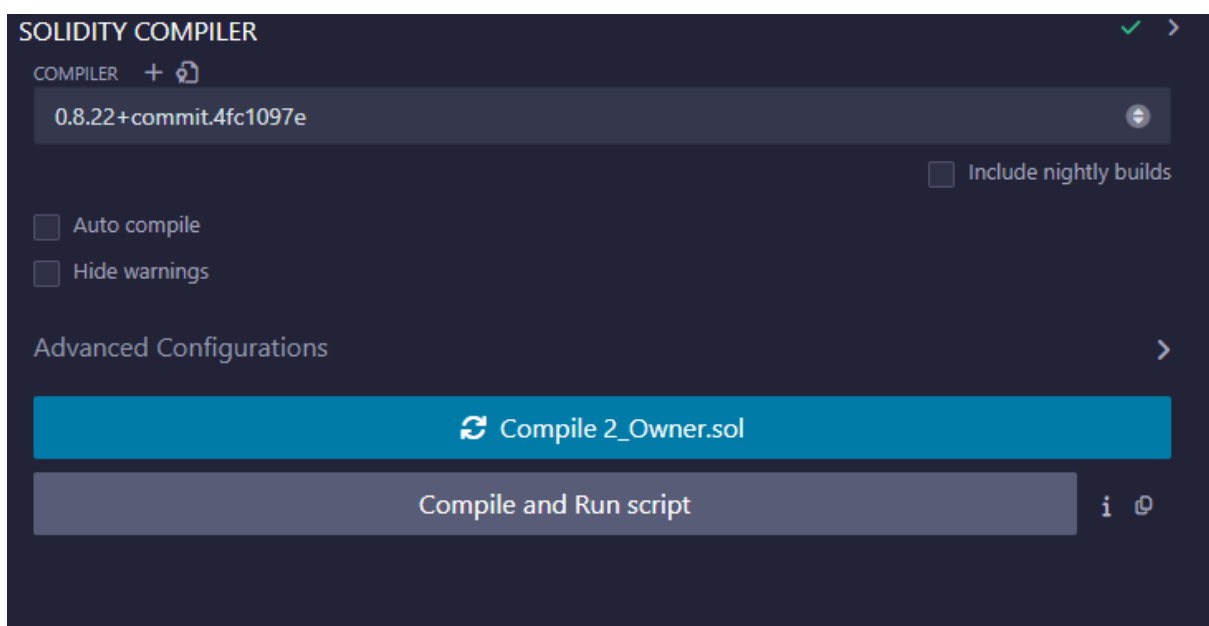 SOLIDITY COMPILER
COMPILER
0.8.22+commit.4fc1097e
Include nightly builds
Auto compile
Hide warnings
Advanced Configurations
Compile 2_Owner.sol
Compile and Run script